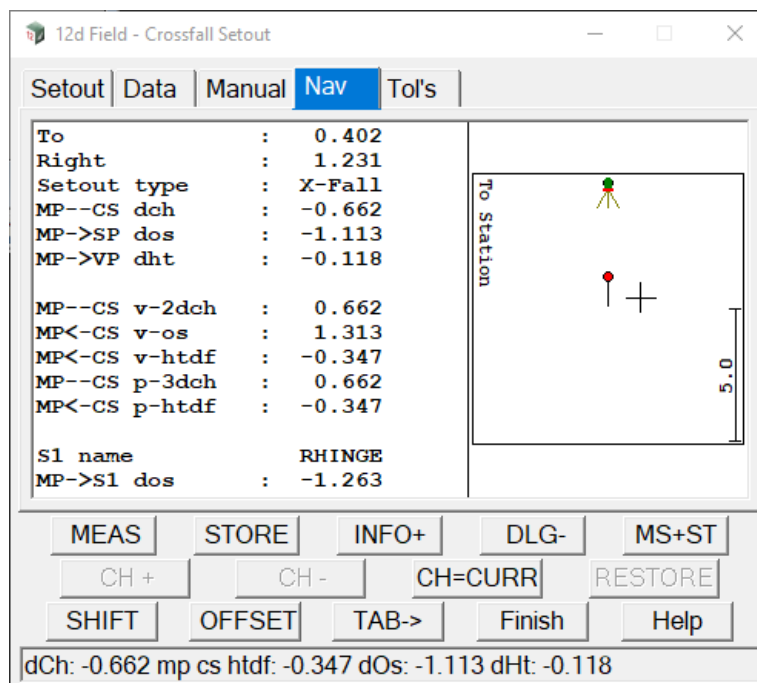 12d Field - Crossfall Setout
Setout Data Manual Nav Tol's
To : 0.402
Right : 1.231
Setout type : X-Fall
MP--CS dch : -0.662
MP->SP dos : -1.113
MP->VP dht : -0.118
MP--CS v-2dch : 0.662
MP<-CS v-os : 1.313
MP<-CS v-htdf : -0.347
MP--CS p-3dch : 0.662
MP<-CS p-htdf : -0.347
S1 name RHINGE
MP->S1 dos : -1.263
To Station
5.0
MEAS STORE INFO+ DLG- MS+ST
CH + CH - CH=CURR RESTORE
SHIFT OFFSET TAB-> Finish Help
dCh: -0.662 mp cs htdf: -0.347 dOs: -1.113 dHt: -0.118